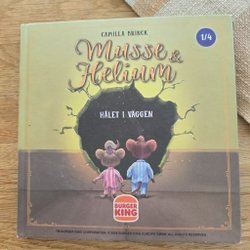 CAMILLA BRINCK
Musse &
Helium
1/4
HÅLET I VÄGGEN
BURGER
KING